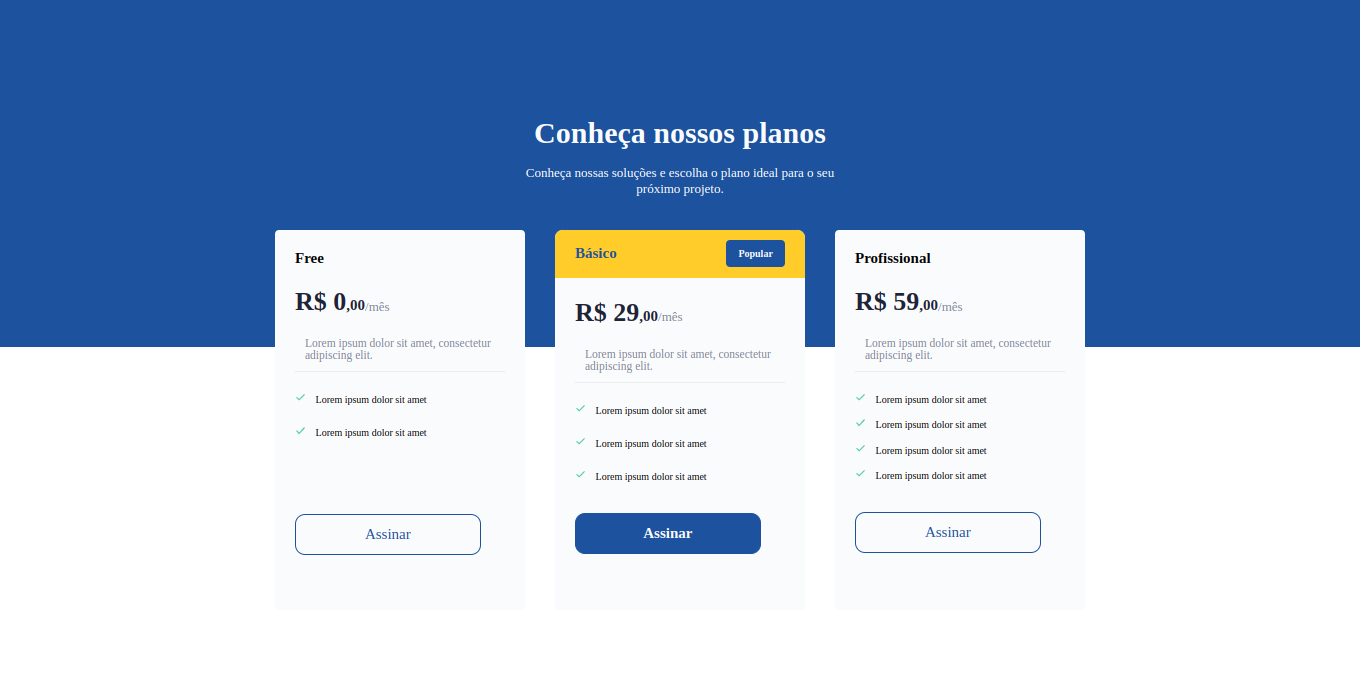 Conheça nossos planos
Conheça nossas soluções e escolha o plano ideal para o seu
próximo projeto.
Free
R$ 0,00/mês
Lorem ipsum dolor sit amet, consectetur
adipiscing elit.
Lorem ipsum dolor sit amet
Lorem ipsum dolor sit amet
Assinar
Básico
Popular
R$ 29,00/mês
Lorem ipsum dolor sit amet, consectetur
adipiscing elit.
Lorem ipsum dolor sit amet
Lorem ipsum dolor sit amet
Lorem ipsum dolor sit amet
Assinar
Profissional
R$ 59,00/mês
Lorem ipsum dolor sit amet, consectetur
adipiscing elit.
Lorem ipsum dolor sit amet
Lorem ipsum dolor sit amet
Lorem ipsum dolor sit amet
Lorem ipsum dolor sit amet
Assinar